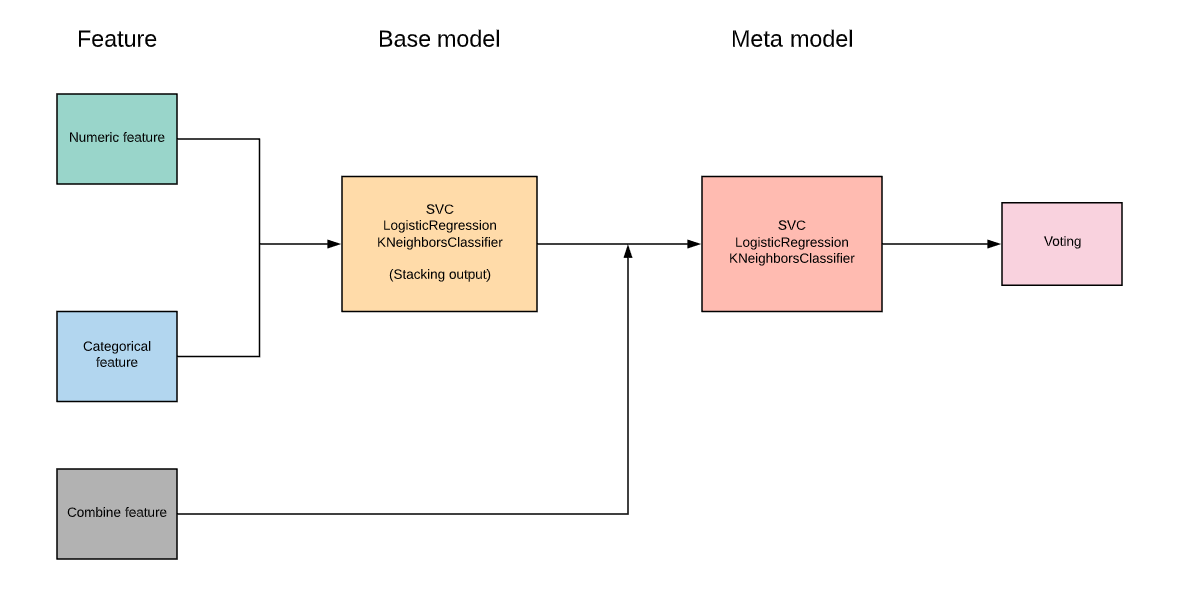 Feature
Base model
Meta model
Numeric feature
Categorical
feature
Combine feature
SVC
LogisticRegression
KNeighborsClassifier
(Stacking output)
SVC
LogisticRegression
KNeighborsClassifier
Voting